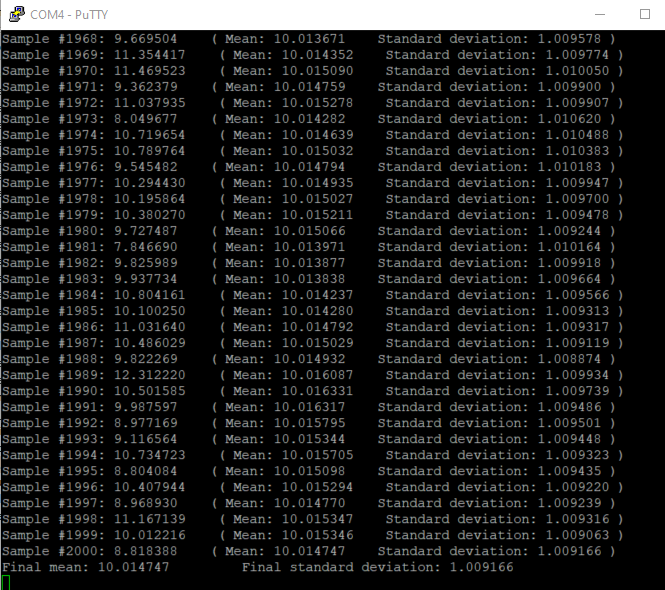 COM4 - PuTTY
Sample #1968: 9.669504 ( Mean: 10.013671 Standard deviation: 1.009578 )
Sample #1969: 11.354417 ( Mean: 10.014352 Standard deviation: 1.009774 )
Sample #1970: 11.469523 ( Mean: 10.015090 Standard deviation: 1.010050 )
Sample #1971: 9.362379 ( Mean: 10.014759 Standard deviation: 1.009900 )
Sample #1972: 11.037935 ( Mean: 10.015278 Standard deviation: 1.009907 )
Sample #1973: 8.049677 ( Mean: 10.014282 Standard deviation: 1.010620 )
Sample #1974: 10.719654 ( Mean: 10.014639 Standard deviation: 1.010488 )
Sample #1975: 10.789764 ( Mean: 10.015032 Standard deviation: 1.010383 )
Sample #1976: 9.545482 ( Mean: 10.014794 Standard deviation: 1.010183 )
Sample #1977: 10.294430 ( Mean: 10.014935 Standard deviation: 1.009947 )
Sample #1978: 10.195864 ( Mean: 10.015027 Standard deviation: 1.009700 )
Sample #1979: 10.380270 ( Mean: 10.015211 Standard deviation: 1.009478 )
Sample #1980: 9.727487 ( Mean: 10.015066 Standard deviation: 1.009244 )
Sample #1981: 7.846690 ( Mean: 10.013971 Standard deviation: 1.010164 )
Sample #1982: 9.825989 ( Mean: 10.013877 Standard deviation: 1.009918 )
Sample #1983: 9.937734 ( Mean: 10.013838 Standard deviation: 1.009664 )
Sample #1984: 10.804161 ( Mean: 10.014237 Standard deviation: 1.009566 )
Sample #1985: 10.100250 ( Mean: 10.014280 Standard deviation: 1.009313 )
Sample #1986: 11.031640 ( Mean: 10.014792 Standard deviation: 1.009317 )
Sample #1987: 10.486029 ( Mean: 10.015029 Standard deviation: 1.009119 )
Sample #1988: 9.822269 ( Mean: 10.014932 Standard deviation: 1.008874 )
Sample #1989: 12.312220 ( Mean: 10.016087 Standard deviation: 1.009934 )
Sample #1990: 10.501585 ( Mean: 10.016331 Standard deviation: 1.009739 )
Sample #1991: 9.987597 ( Mean: 10.016317 Standard deviation: 1.009486 )
Sample #1992: 8.977169 ( Mean: 10.015795 Standard deviation: 1.009501 )
Sample #1993: 9.116564 ( Mean: 10.015344 Standard deviation: 1.009448 )
Sample #1994: 10.734723 ( Mean: 10.015705 Standard deviation: 1.009323 )
Sample #1995: 8.804084 ( Mean: 10.015098 Standard deviation: 1.009435 )
Sample #1996: 10.407944 ( Mean: 10.015294 Standard deviation: 1.009220 )
Sample #1997: 8.968930 ( Mean: 10.014770 Standard deviation: 1.009239 )
Sample #1998: 11.167139 ( Mean: 10.015347 Standard deviation: 1.009316 )
Sample #1999: 10.012216 ( Mean: 10.015346 Standard deviation: 1.009063 )
Sample #2000: 8.818388 ( Mean: 10.014747 Standard deviation: 1.009166 )
Final mean: 10.014747 Final standard deviation: 1.009166